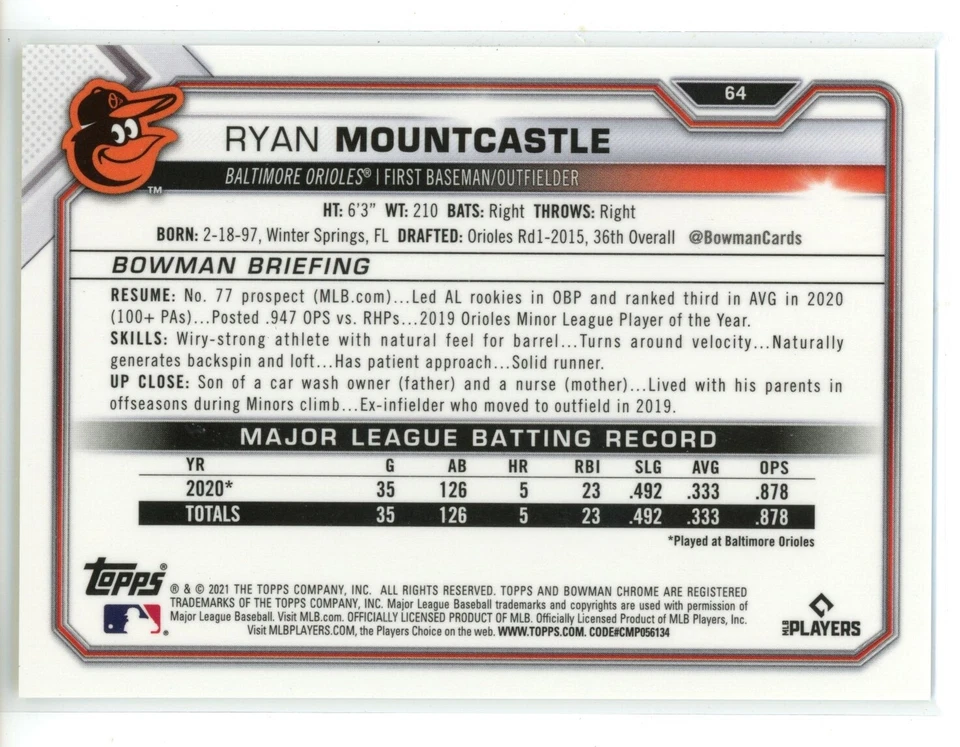 64
RYAN MOUNTCASTLE
BALTIMORE ORIOLES® | FIRST BASEMAN/OUTFIELDER
TM
HT: 6'3" WT: 210 BATS: Right THROWS: Right
BORN: 2-18-97, Winter Springs, FL DRAFTED: Orioles Rd1-2015, 36th Overall @BowmanCards
BOWMAN BRIEFING
RESUME: No. 77 prospect (MLB.com)...Led AL rookies in OBP and ranked third in AVG in 2020
(100+ PAs)...Posted .947 OPS vs. RHPs...2019 Orioles Minor League Player of the Year.
SKILLS: Wiry-strong athlete with natural feel for barrel...Turns around velocity...Naturally
generates backspin and loft...Has patient approach...Solid runner.
UP CLOSE: Son of a car wash owner (father) and a nurse (mother)...Lived with his parents in
offseasons during Minors climb...Ex-infielder who moved to outfield in 2019.
MAJOR LEAGUE BATTING RECORD
YR G AB HR RBI SLG AVG OPS
2020* 35 126 5 23 .492 .333 .878
TOTALS 35 126 5 23 .492 .333 .878
*Played at Baltimore Orioles
Topps®
® & © 2021 THE TOPPS COMPANY, INC. ALL RIGHTS RESERVED. TOPPS AND BOWMAN CHROME ARE REGISTERED
TRADEMARKS OF THE TOPPS COMPANY, INC. Major League Baseball trademarks and copyrights are used with permission of
Major League Baseball. Visit MLB.com. OFFICIALLY LICENSED PRODUCT OF MLB. Officially Licensed Product of MLB Players, Inc.
Visit MLBPLAYERS.COM, the Players Choice on the web. WWW.TOPPS.COM. CODE#CMP056134
MLB PLAYERS